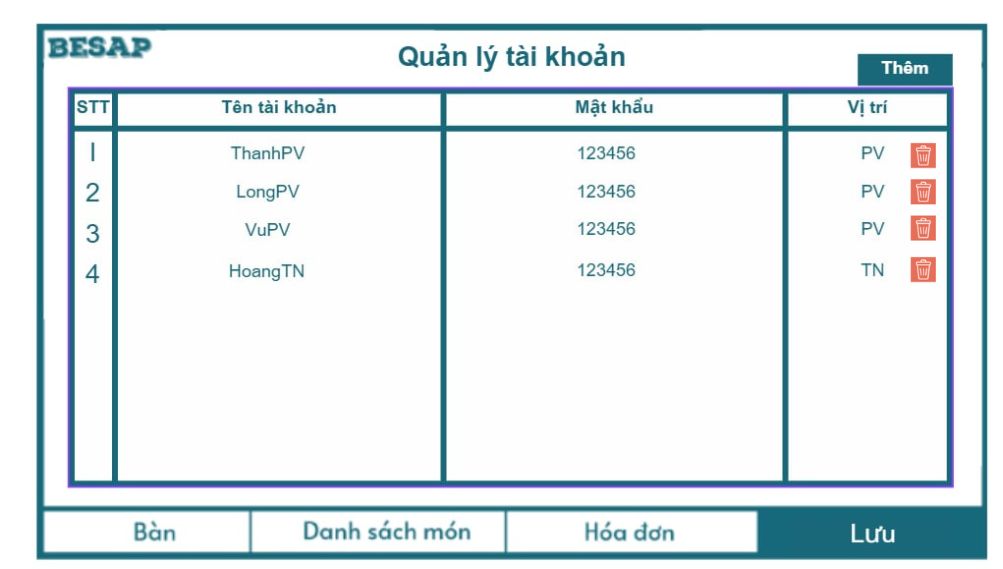 BESAP
Quản lý tài khoản
Thêm
STT Tên tài khoản Mật khẩu Vị trí
1 ThanhPV 123456 PV
2 LongPV 123456 PV
3 VuPV 123456 PV
4 HoangTN 123456 TN
Bàn Danh sách món Hóa đơn Lưu